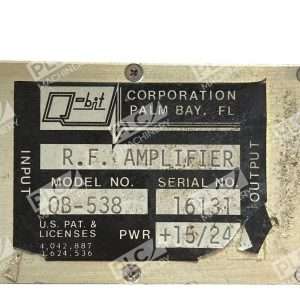 Q-bit
CORPORATION
PALM BAY, FL
R.F. AMPLIFIER
INPUT
OUTPUT
MODEL NO. SERIAL NO.
QB-538 16131
U.S. PAT. &
LICENSES
4,042,887
4,624,536
PWR +15/24